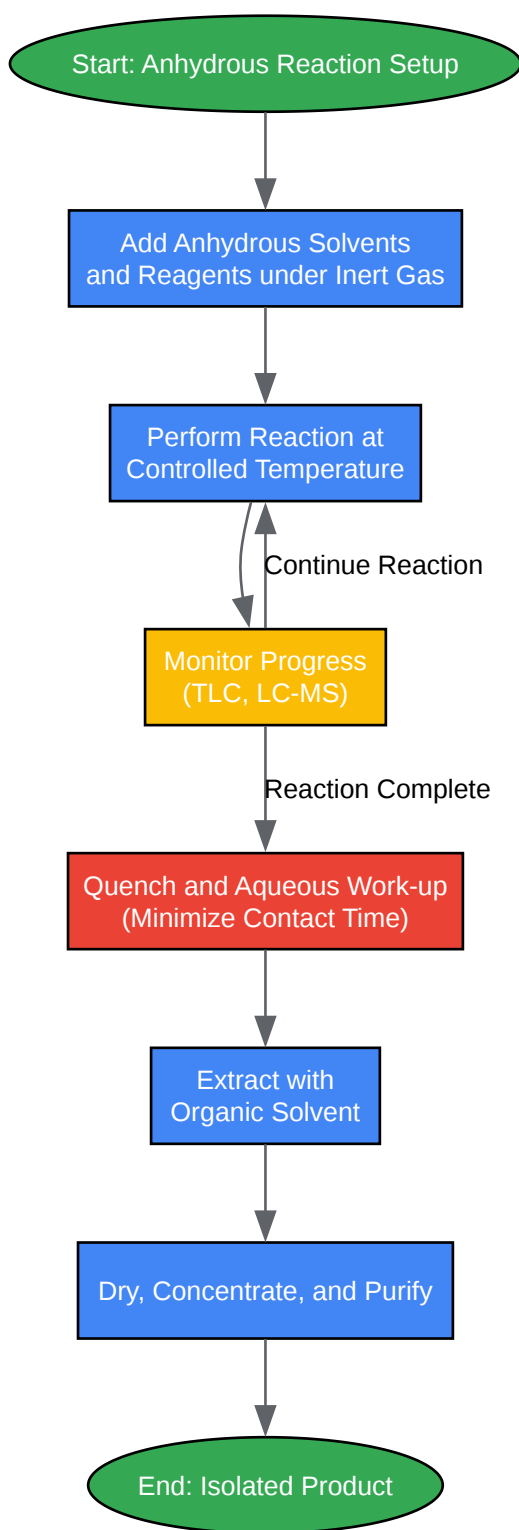 Start: Anhydrous Reaction Setup
Add Anhydrous Solvents
and Reagents under Inert Gas
Perform Reaction at
Controlled Temperature
Continue Reaction
Monitor Progress
(TLC, LC-MS)
Reaction Complete
Quench and Aqueous Work-up
(Minimize Contact Time)
Extract with
Organic Solvent
Dry, Concentrate, and Purify
End: Isolated Product